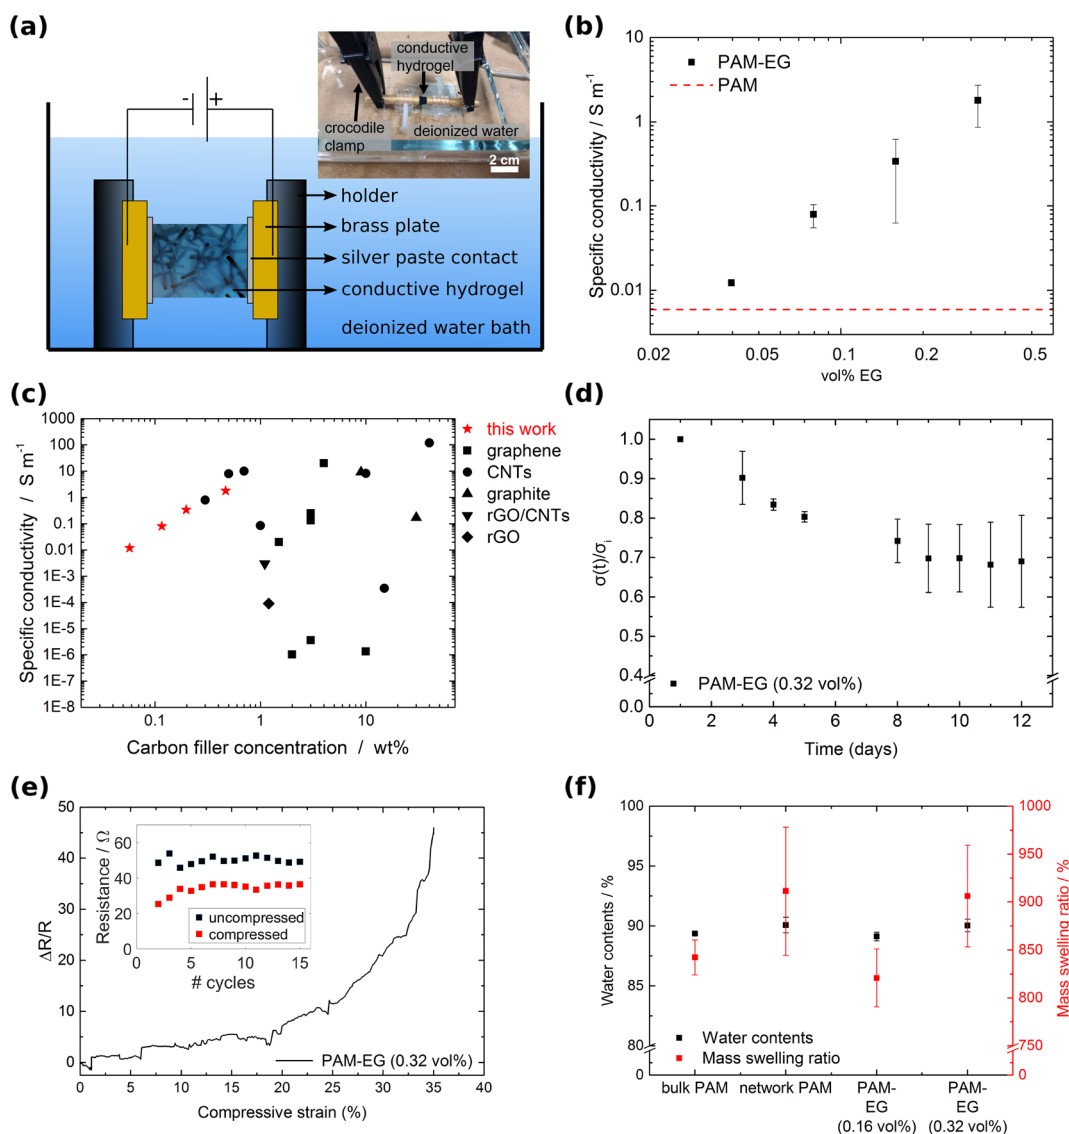 (a)
- +
conductive
hydrogel
crocodile
clamp
deionized water
2 cm
holder
brass plate
silver paste contact
conductive hydrogel
deionized water bath
(b)
10
1
0.1
0.01
Specific conductivity / S m⁻¹
PAM-EG
PAM
0.02 0.05 0.1 0.2 0.5
vol% EG
(c)
1000
100
10
1
0.1
0.01
1E-3
1E-4
1E-5
1E-6
1E-7
1E-8
Specific conductivity / S m⁻¹
0.1 1 10
Carbon filler concentration / wt%
this work
graphene
CNTs
graphite
rGO/CNTs
rGO
(d)
1.0
0.9
0.8
0.7
0.6
0.5
0.4
0.0
σ(t)/σᵢ
PAM-EG (0.32 vol%)
0 2 4 6 8 10 12
Time (days)
(e)
50
40
30
20
10
0
ΔR/R
60
40
20
0
Resistance / Ω
uncompressed
compressed
0 5 10 15
# cycles
PAM-EG (0.32 vol%)
0 5 10 15 20 25 30 35 40
Compressive strain (%)
(f)
100
95
90
85
80
0
Water contents / %
1000
950
900
850
800
750
0
Mass swelling ratio / %
Water contents
Mass swelling ratio
bulk PAM network PAM PAM- PAM-
EG EG
(0.16 vol%) (0.32 vol%)